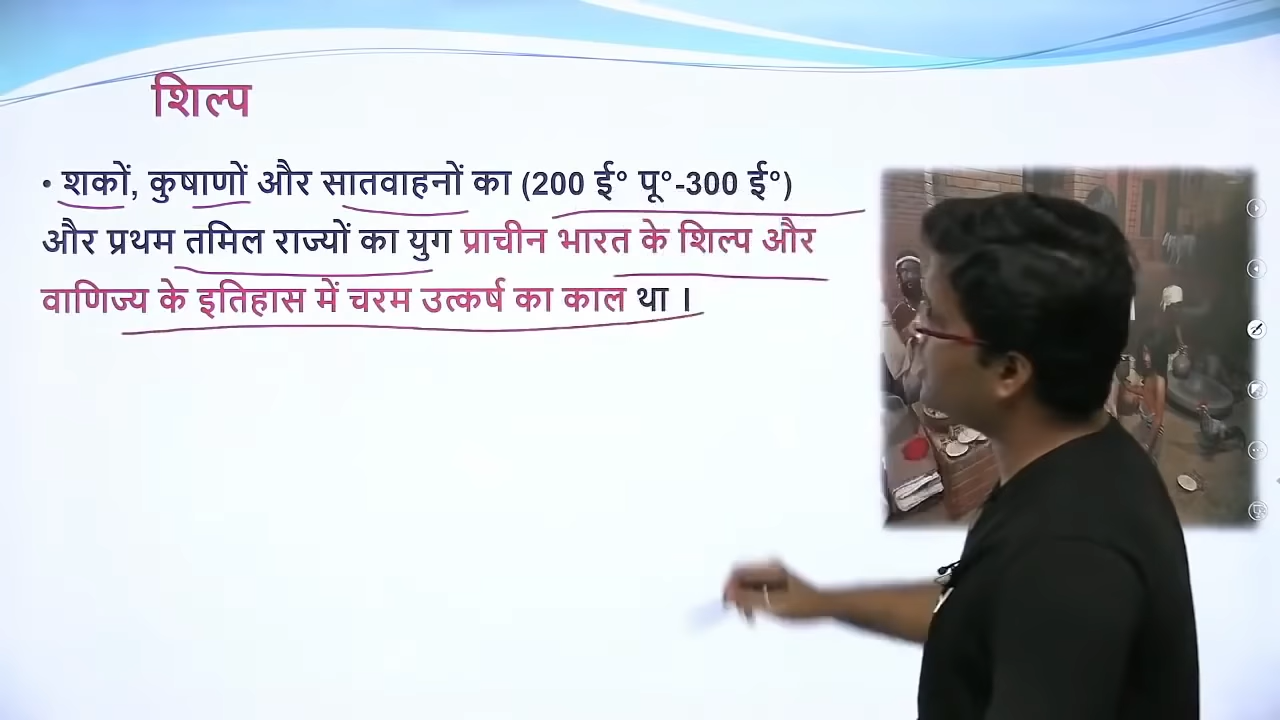 शिल्प
• शकों, कुषाणों और सातवाहनों का (200 ई° पू°-300 ई°)
और प्रथम तमिल राज्यों का युग प्राचीन भारत के शिल्प और
वाणिज्य के इतिहास में चरम उत्कर्ष का काल था ।